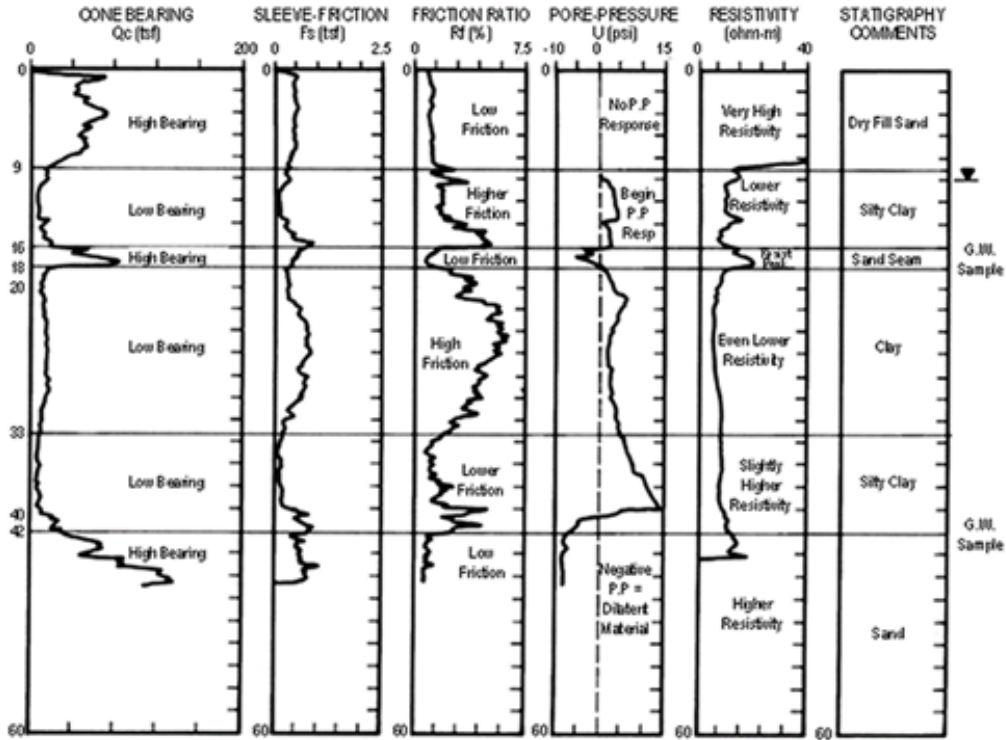 CONE BEARING
Qc (tsf)
SLEEVE-FRICTION
Fs (tsf)
FRICTION RATIO
Rf (%)
PORE-PRESSURE
U (psi)
RESISTIVITY
(ohm-m)
STATIGRAPHY
COMMENTS
0 200 0 2.5 0 7.5 -10 0 15 0 40
0 0 0 0 0
High Bearing
Low
Friction
No P.P
Response
Very High
Resistivity
Dry Fill Sand
9
Low Bearing
Higher
Friction
Begin
P.P
Resp
Lower
Resistivity
Silty Clay
16
High Bearing
Low Friction
Sand Seam
G.W.
Sample
18
20
Low Bearing
High
Friction
Even Lower
Resistivity
Clay
33
Low Bearing
Lower
Friction
Slightly
Higher
Resistivity
Silty Clay
40
42
High Bearing
Low
Friction
Negative
P.P =
Dilatent
Material
Higher
Resistivity
Sand
G.W.
Sample
60 60 60 60 60 60